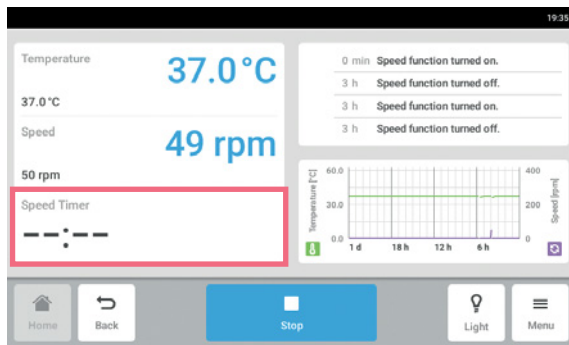 19:35
Temperature
37.0°C
37.0°C
Speed
49 rpm
50 rpm
Speed Timer
--:--
0 min Speed function turned on.
3 h Speed function turned off.
3 h Speed function turned on.
3 h Speed function turned off.
Temperature [°C]
60.0
30.0
0.0
1 d 18 h 12 h 6 h
400
200
0
Speed [rpm]
Home
Back
Stop
Light
Menu